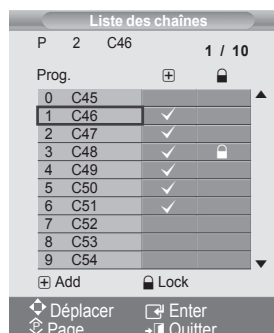 Liste des chaînes
P 2 C46
1 / 10
Prog.
0 C45
1 C46
2 C47
3 C48
4 C49
5 C50
6 C51
7 C52
8 C53
9 C54
Add Lock
Déplacer Enter
Page Quitter